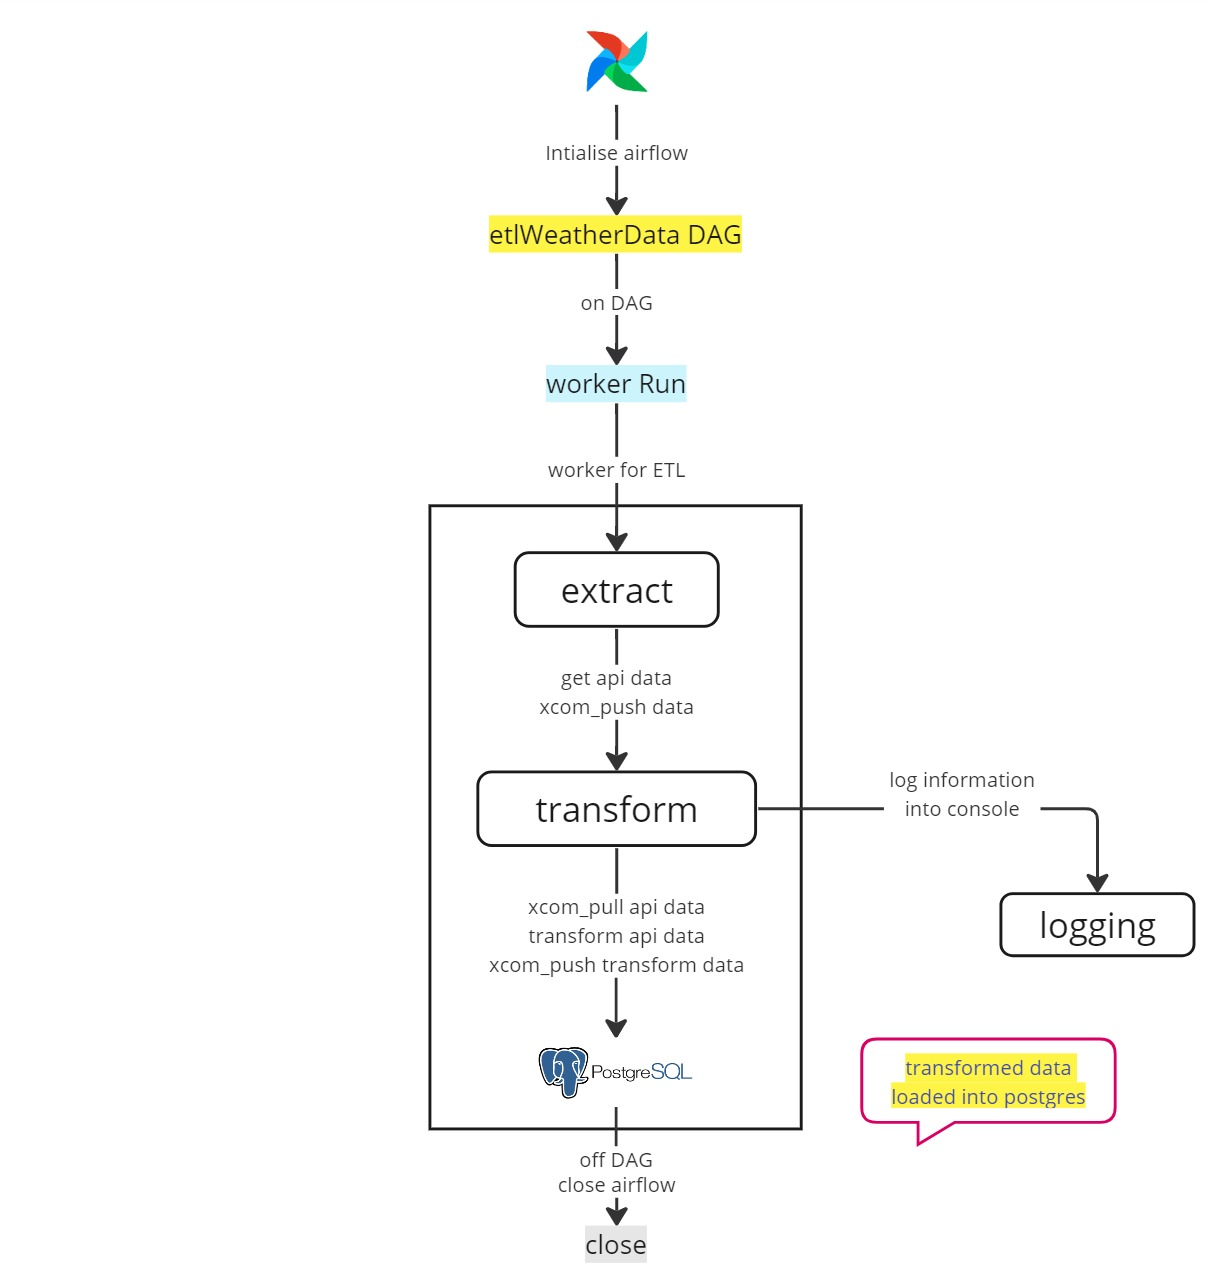 Intialise airflow
etlWeatherData DAG
on DAG
worker Run
worker for ETL
extract
get api data
xcom_push data
transform
log information
into console
logging
xcom_pull api data
transform api data
xcom_push transform data
PostgreSQL
transformed data
loaded into postgres
off DAG
close airflow
close